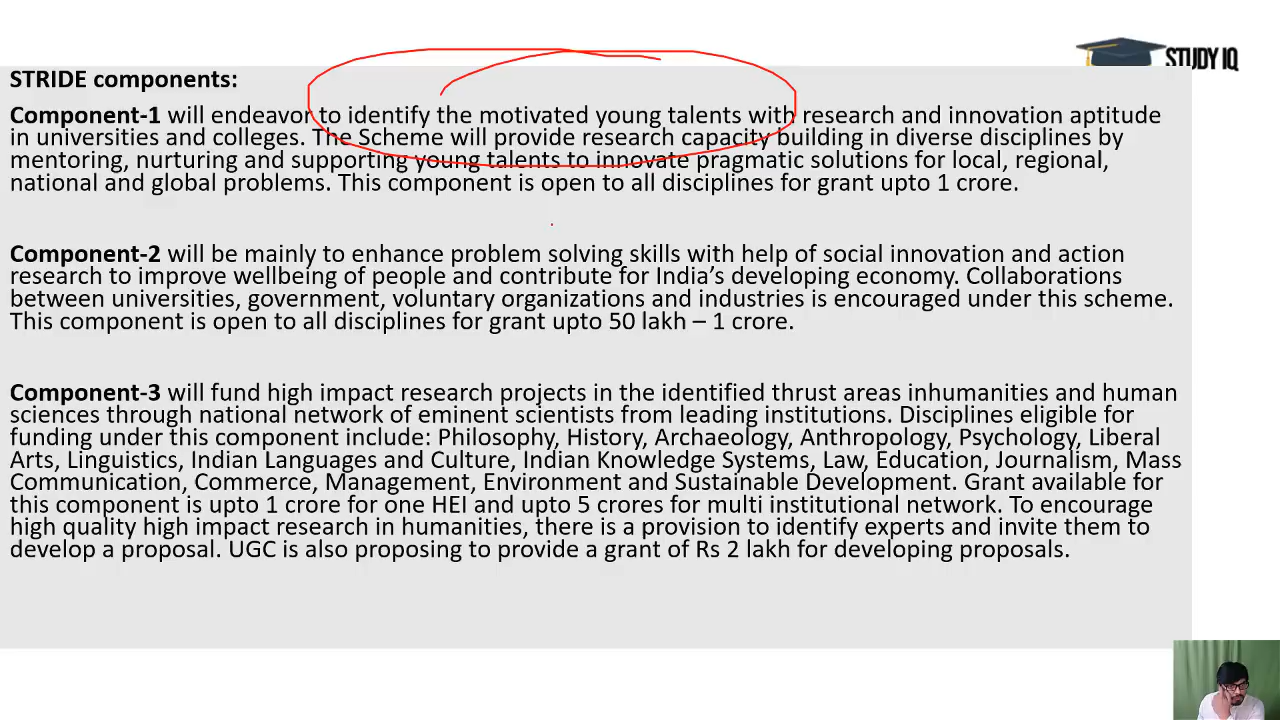 STUDY IQ
STRIDE components:
Component-1 will endeavor to identify the motivated young talents with research and innovation aptitude
in universities and colleges. The Scheme will provide research capacity building in diverse disciplines by
mentoring, nurturing and supporting young talents to innovate pragmatic solutions for local, regional,
national and global problems. This component is open to all disciplines for grant upto 1 crore.
Component-2 will be mainly to enhance problem solving skills with help of social innovation and action
research to improve wellbeing of people and contribute for India’s developing economy. Collaborations
between universities, government, voluntary organizations and industries is encouraged under this scheme.
This component is open to all disciplines for grant upto 50 lakh – 1 crore.
Component-3 will fund high impact research projects in the identified thrust areas inhumanities and human
sciences through national network of eminent scientists from leading institutions. Disciplines eligible for
funding under this component include: Philosophy, History, Archaeology, Anthropology, Psychology, Liberal
Arts, Linguistics, Indian Languages and Culture, Indian Knowledge Systems, Law, Education, Journalism, Mass
Communication, Commerce, Management, Environment and Sustainable Development. Grant available for
this component is upto 1 crore for one HEI and upto 5 crores for multi institutional network. To encourage
high quality high impact research in humanities, there is a provision to identify experts and invite them to
develop a proposal. UGC is also proposing to provide a grant of Rs 2 lakh for developing proposals.